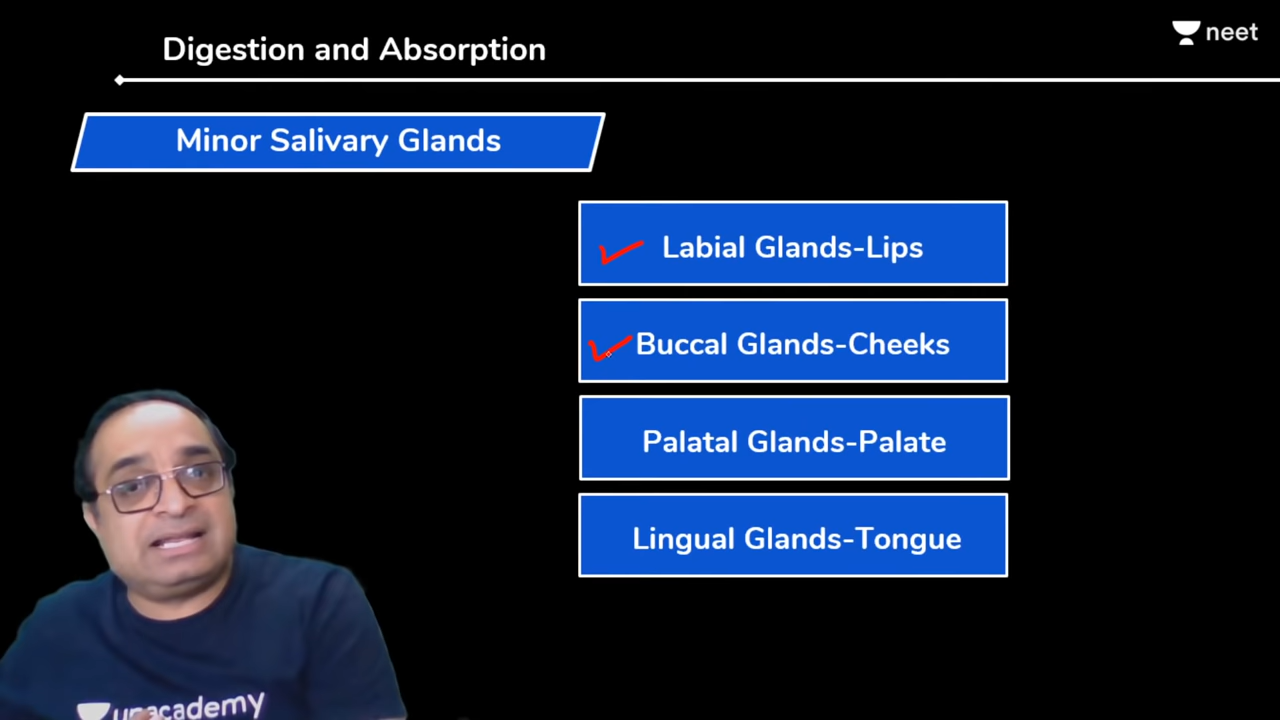 Digestion and Absorption
neet
Minor Salivary Glands
Labial Glands-Lips
Buccal Glands-Cheeks
Palatal Glands-Palate
Lingual Glands-Tongue
unacademy